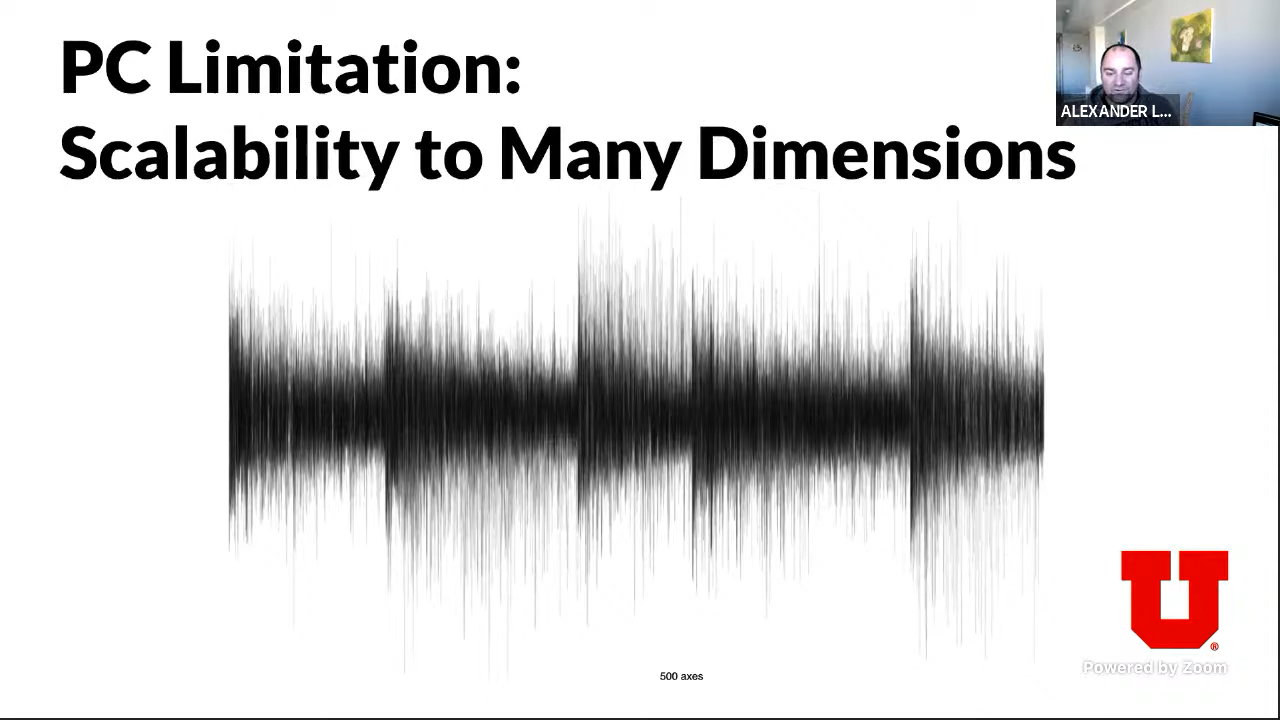 PC Limitation:
Scalability to Many Dimensions
ALEXANDER L...
500 axes
U
®
Powered by Zoom